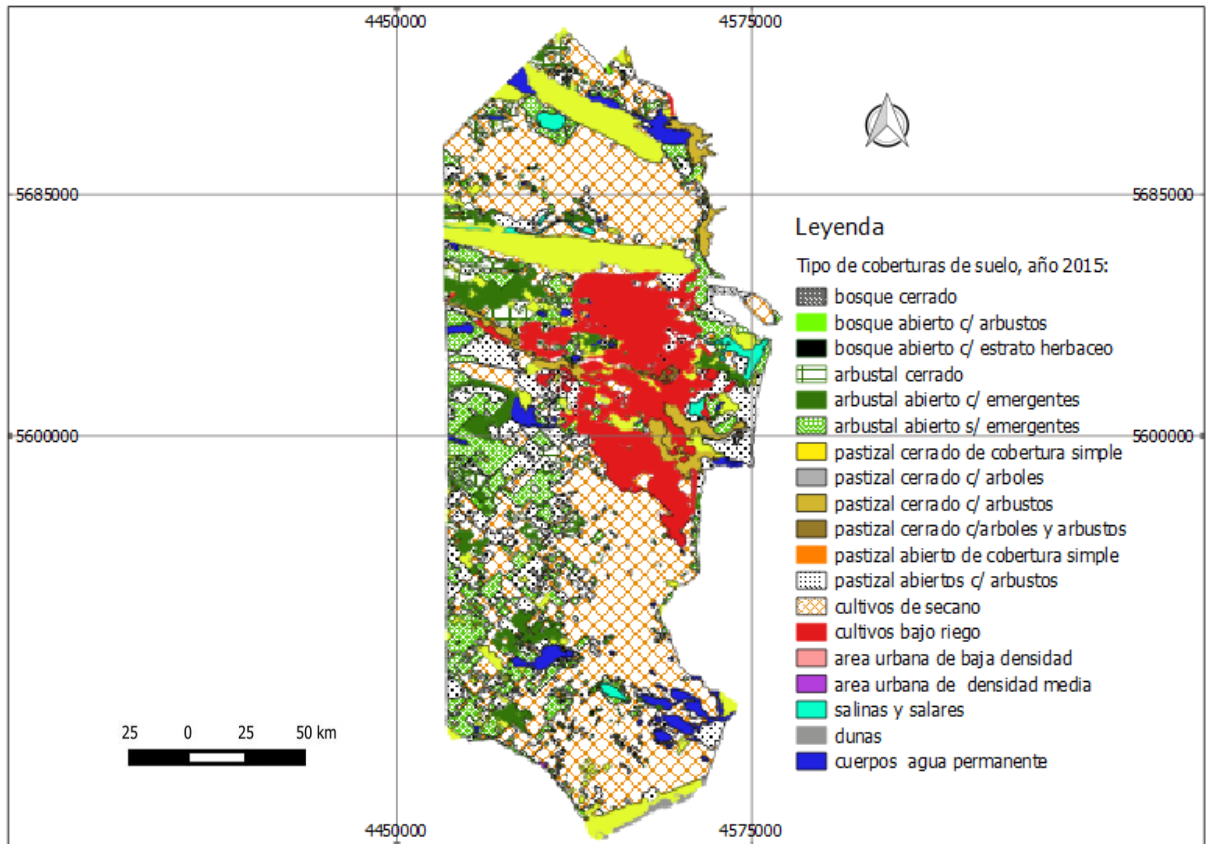 4450000
4575000
5685000
5685000
Leyenda
Tipo de coberturas de suelo, año 2015:
bosque cerrado
bosque abierto c/ arbustos
bosque abierto c/ estrato herbaceo
arbustal cerrado
arbustal abierto c/ emergentes
arbustal abierto s/ emergentes
5600000
5600000
pastizal cerrado de cobertura simple
pastizal cerrado c/ arboles
pastizal cerrado c/ arbustos
pastizal cerrado c/arboles y arbustos
pastizal abierto de cobertura simple
pastizal abiertos c/ arbustos
cultivos de secano
cultivos bajo riego
area urbana de baja densidad
area urbana de densidad media
salinas y salares
dunas
cuerpos agua permanente
25 0 25 50 km
4450000
4575000